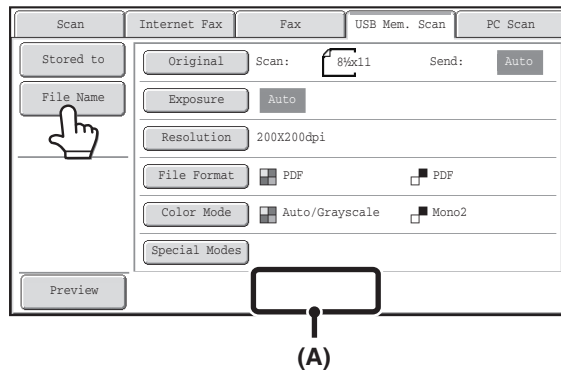 Scan Internet Fax Fax USB Mem. Scan PC Scan
Stored to Original Scan: 8½x11 Send: Auto
File Name Exposure Auto
Resolution 200X200dpi
File Format PDF PDF
Color Mode Auto/Grayscale Mono2
Special Modes
Preview
(A)